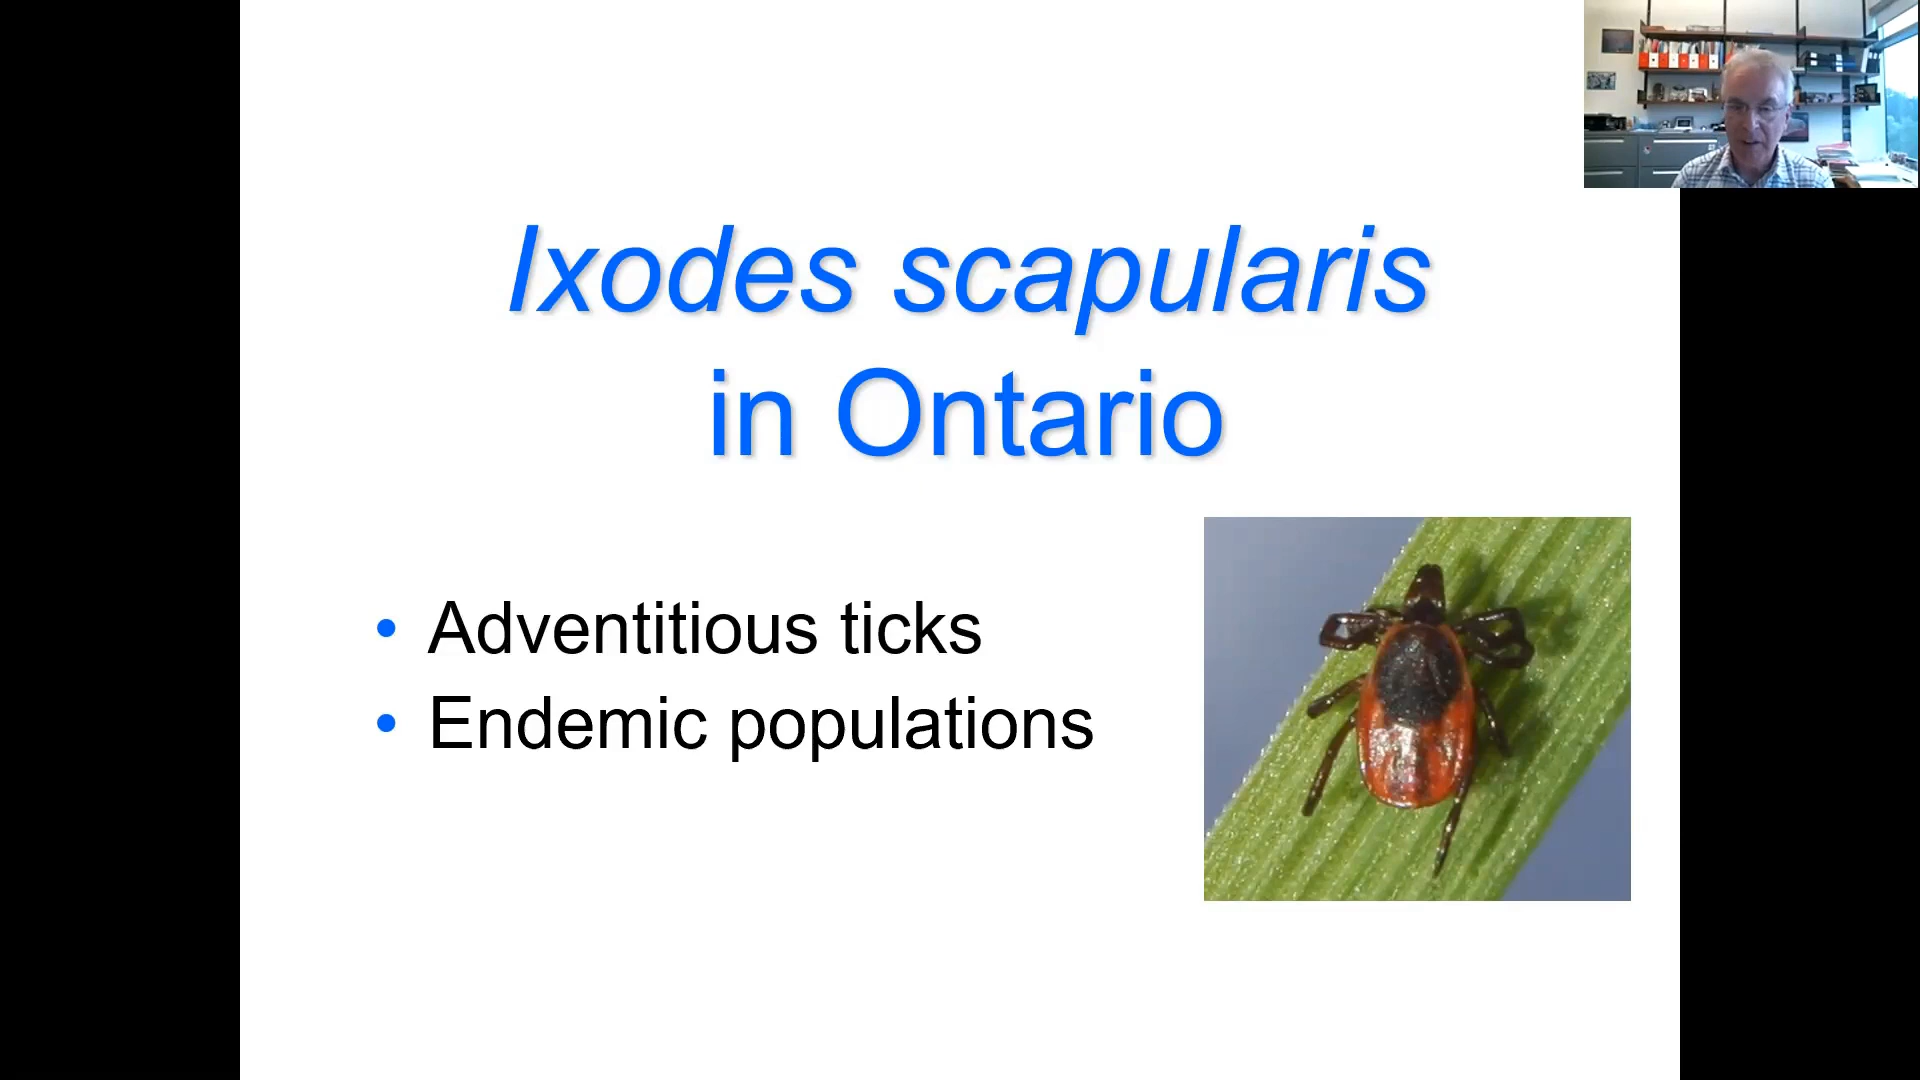 Ixodes scapularis
in Ontario
• Adventitious ticks
• Endemic populations